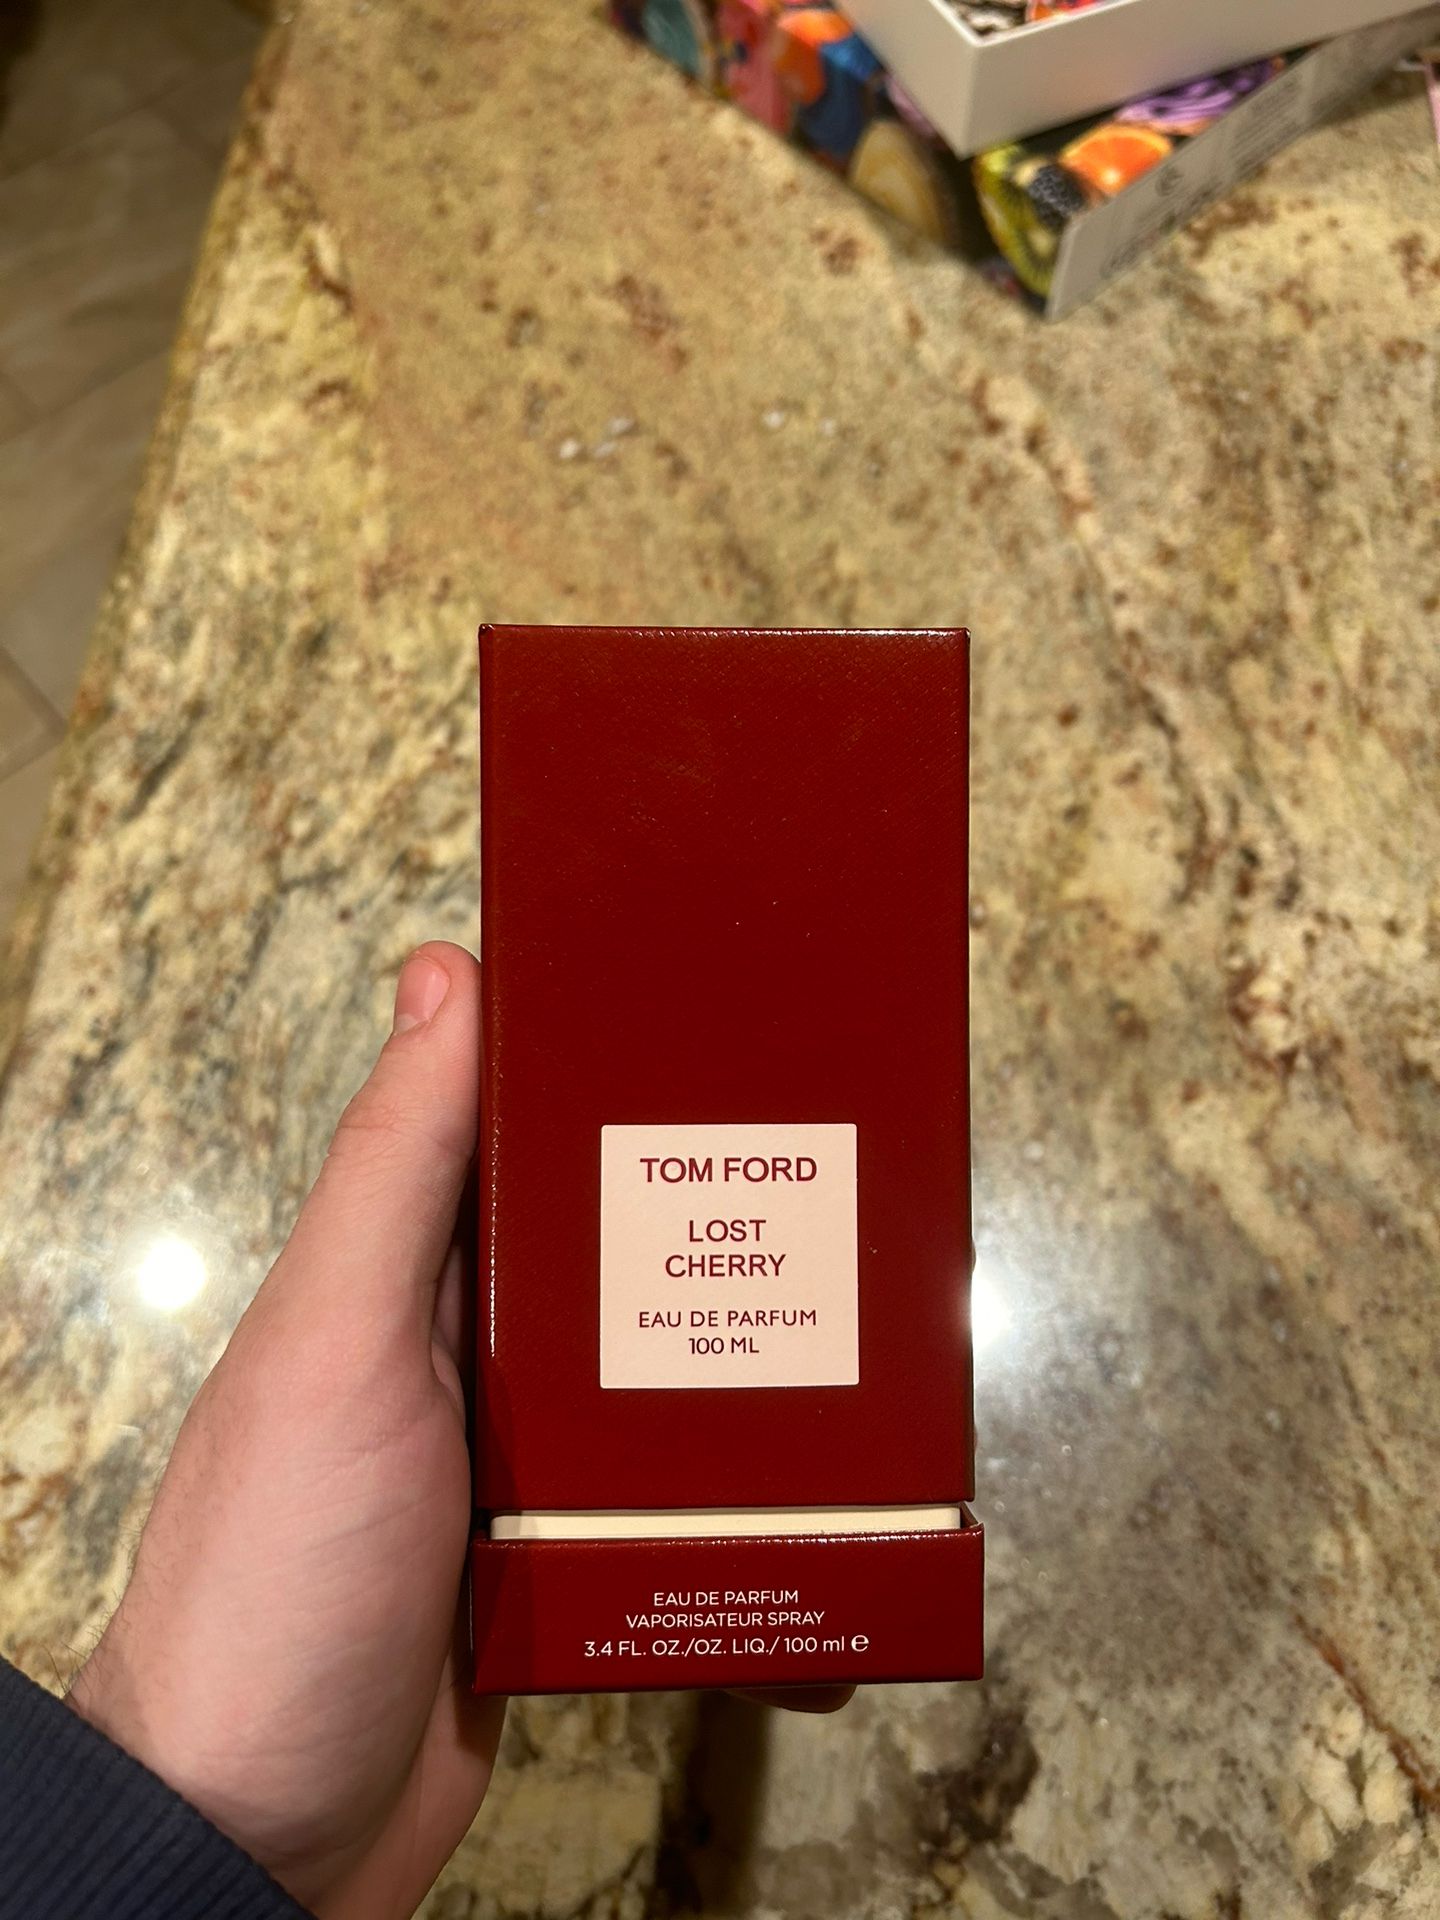 TOM FORD
LOST
CHERRY
EAU DE PARFUM
100 ML
EAU DE PARFUM
VAPORISATEUR SPRAY
3.4 FL. OZ./OZ. LIQ./ 100 ml ℮